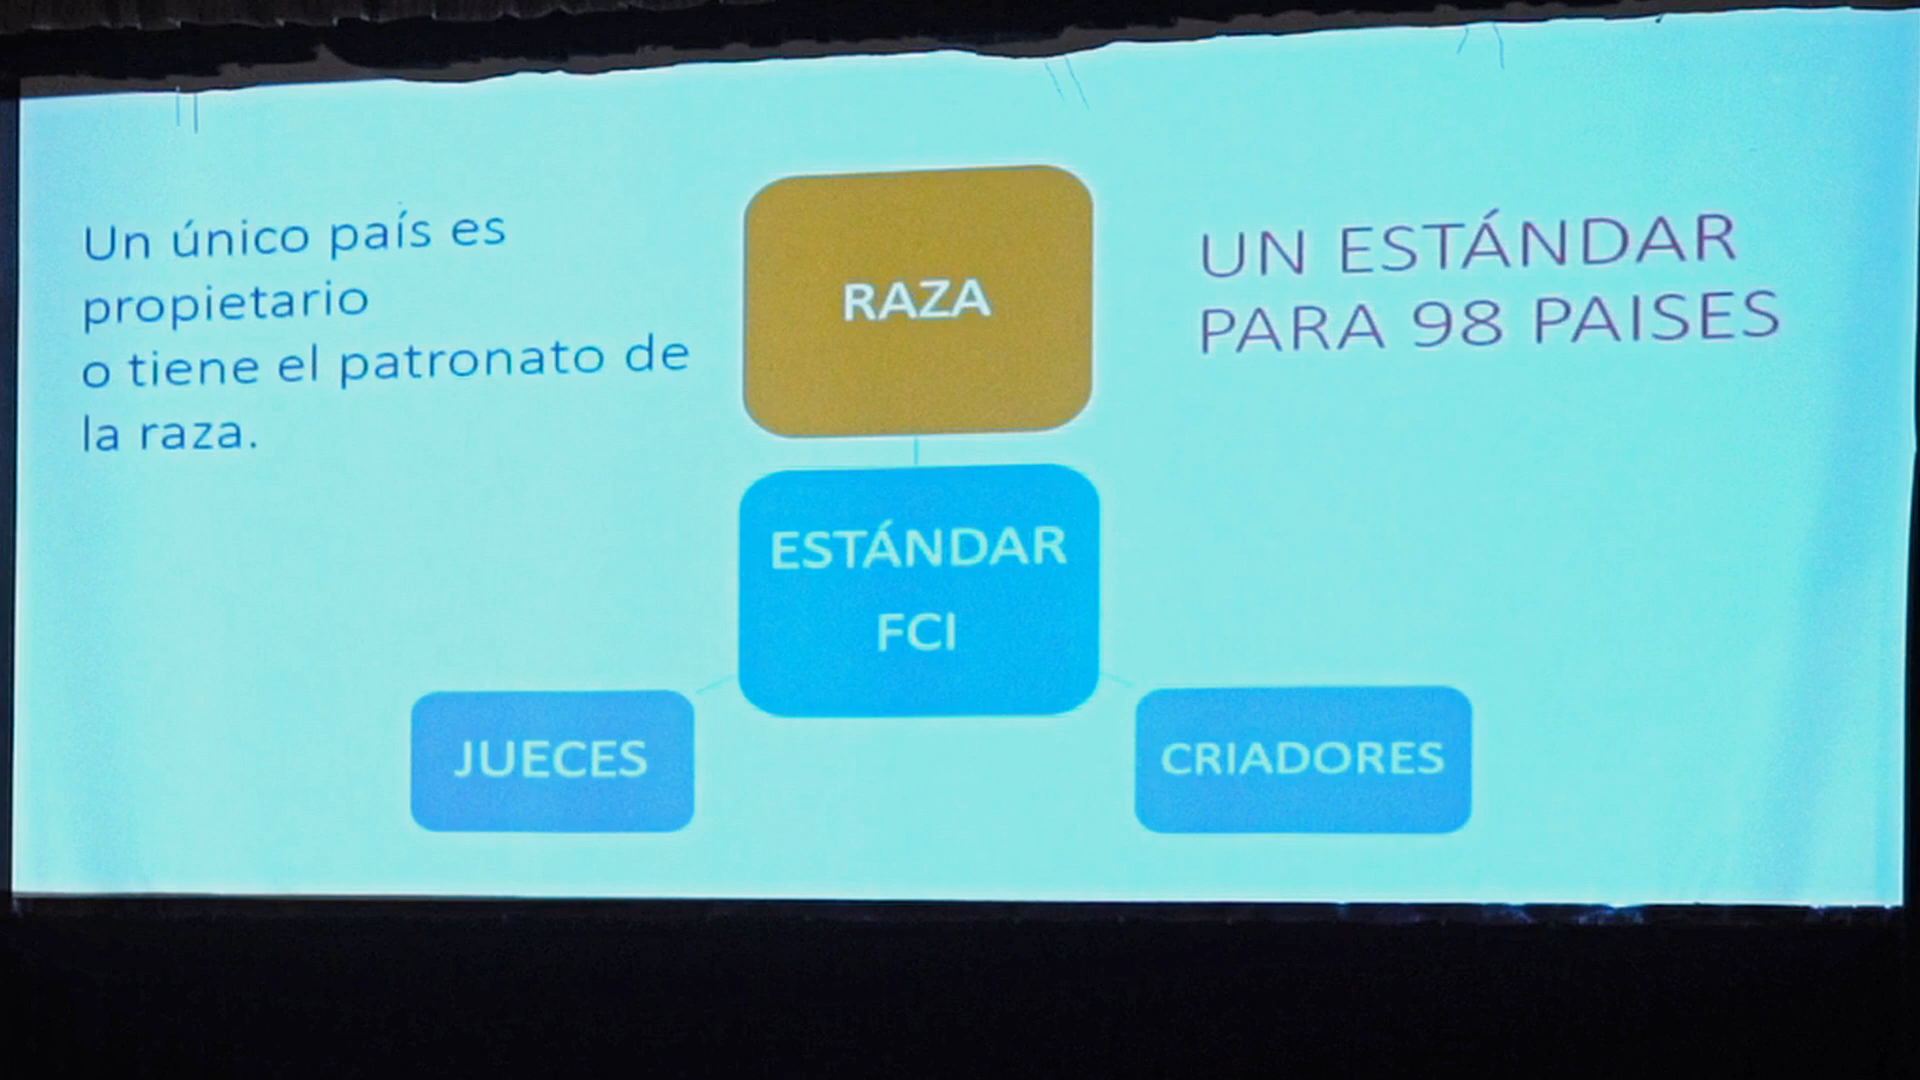 Un único país es
propietario
o tiene el patronato de
la raza.
RAZA
UN ESTÁNDAR
PARA 98 PAISES
ESTÁNDAR
FCI
JUECES
CRIADORES